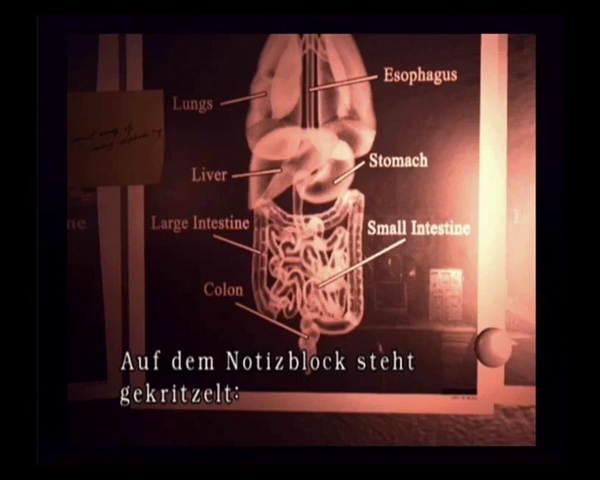 Esophagus
Lungs
Stomach
Liver
Large Intestine
Small Intestine
Colon
Auf dem Notizblock steht
gekritzelt: